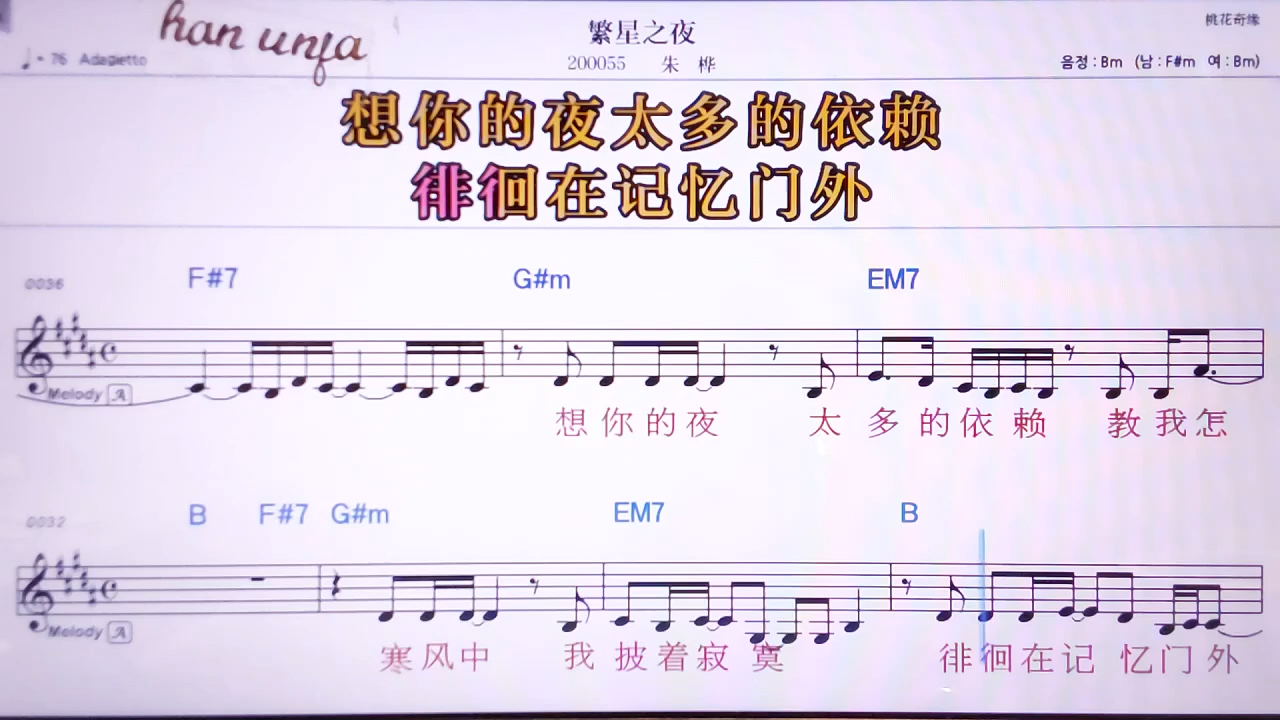 han unja
繁星之夜
桃花奇缘
♩= 76 Adagietto
200055 朱 桦
음정 : Bm (남 : F#m 여 : Bm)
想你的夜太多的依赖
徘徊在记忆门外
0036 F#7 G#m EM7
Melody A
想 你 的 夜 太 多 的 依 赖 教 我 怎
0032 B F#7 G#m EM7 B
Melody A
寒 风 中 我 披 着 寂 寞 徘 徊 在 记 忆 门 外